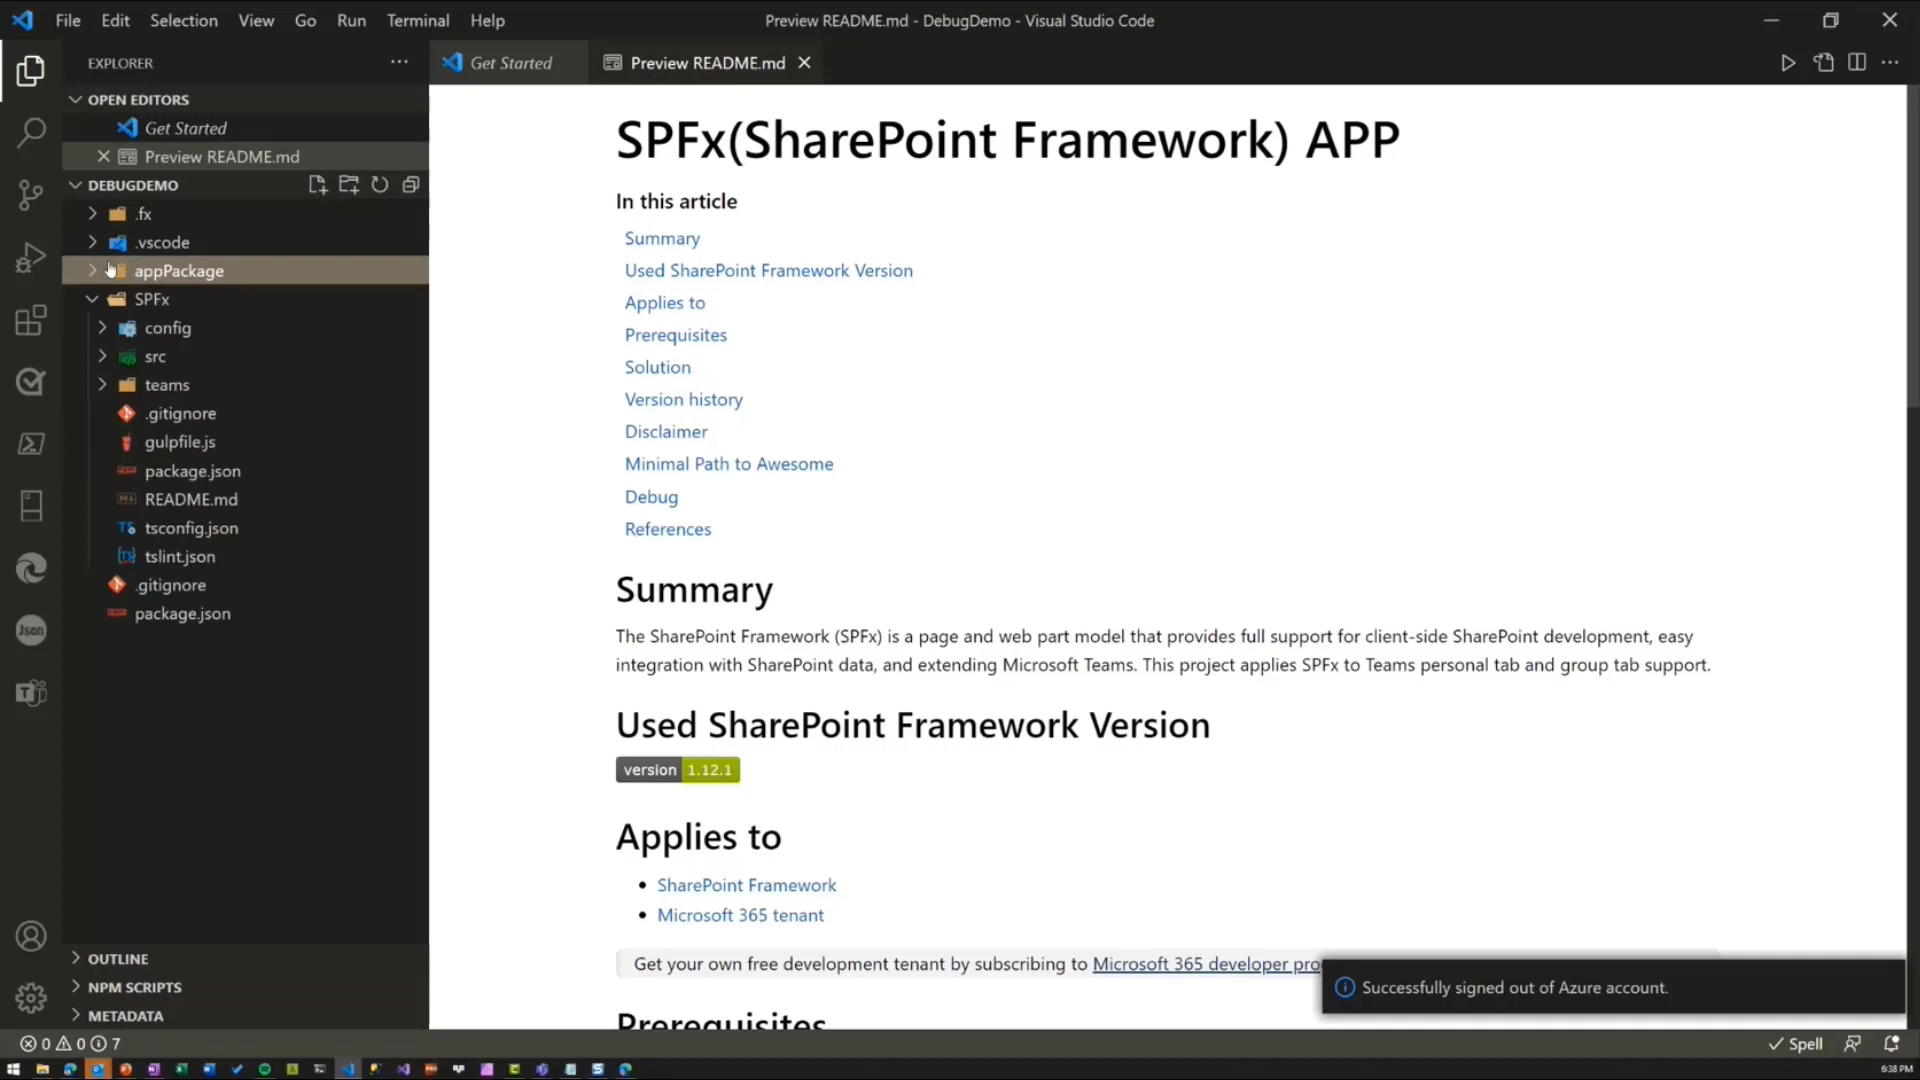 File Edit Selection View Go Run Terminal Help
Preview README.md - DebugDemo - Visual Studio Code
EXPLORER
Get Started
Preview README.md
OPEN EDITORS
Get Started
Preview README.md
DEBUGDEMO
.fx
.vscode
appPackage
SPFx
config
src
teams
.gitignore
gulpfile.js
package.json
README.md
tsconfig.json
tslint.json
.gitignore
package.json
OUTLINE
NPM SCRIPTS
METADATA
Json
SPFx(SharePoint Framework) APP
In this article
Summary
Used SharePoint Framework Version
Applies to
Prerequisites
Solution
Version history
Disclaimer
Minimal Path to Awesome
Debug
References
Summary
The SharePoint Framework (SPFx) is a page and web part model that provides full support for client-side SharePoint development, easy
integration with SharePoint data, and extending Microsoft Teams. This project applies SPFx to Teams personal tab and group tab support.
Used SharePoint Framework Version
version 1.12.1
Applies to
SharePoint Framework
Microsoft 365 tenant
Get your own free development tenant by subscribing to Microsoft 365 developer pro
Successfully signed out of Azure account.
Prerequisites
0 0 7
Spell
6:38 PM